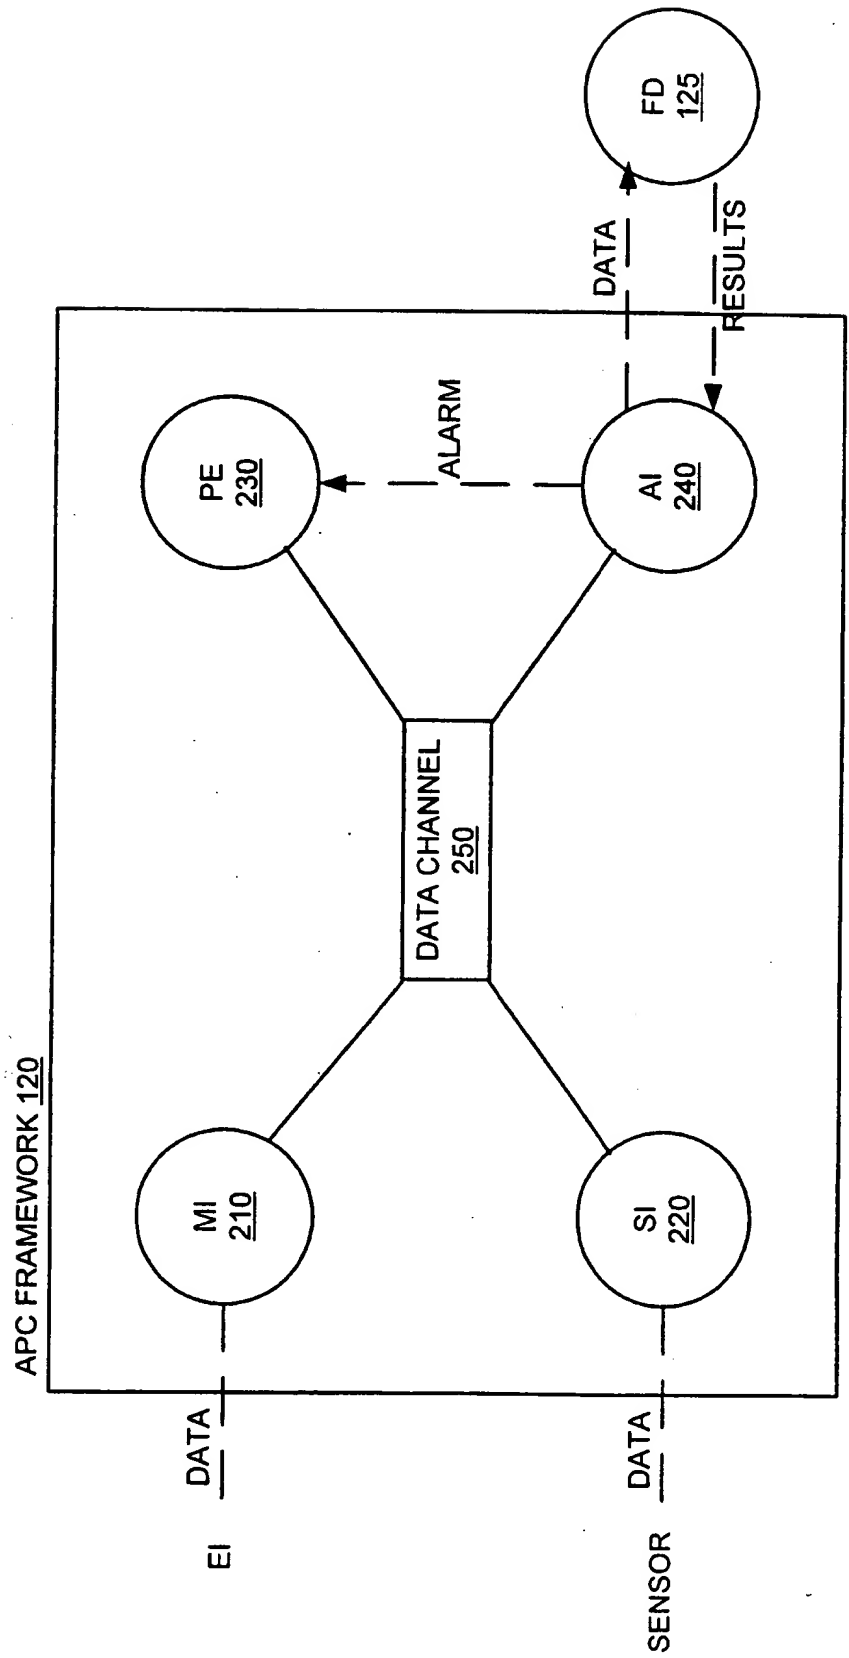 APC FRAMEWORK 120
EI
DATA
MI
210
PE
230
DATA CHANNEL
250
ALARM
SENSOR
DATA
SI
220
AI
240
DATA
RESULTS
FD
125